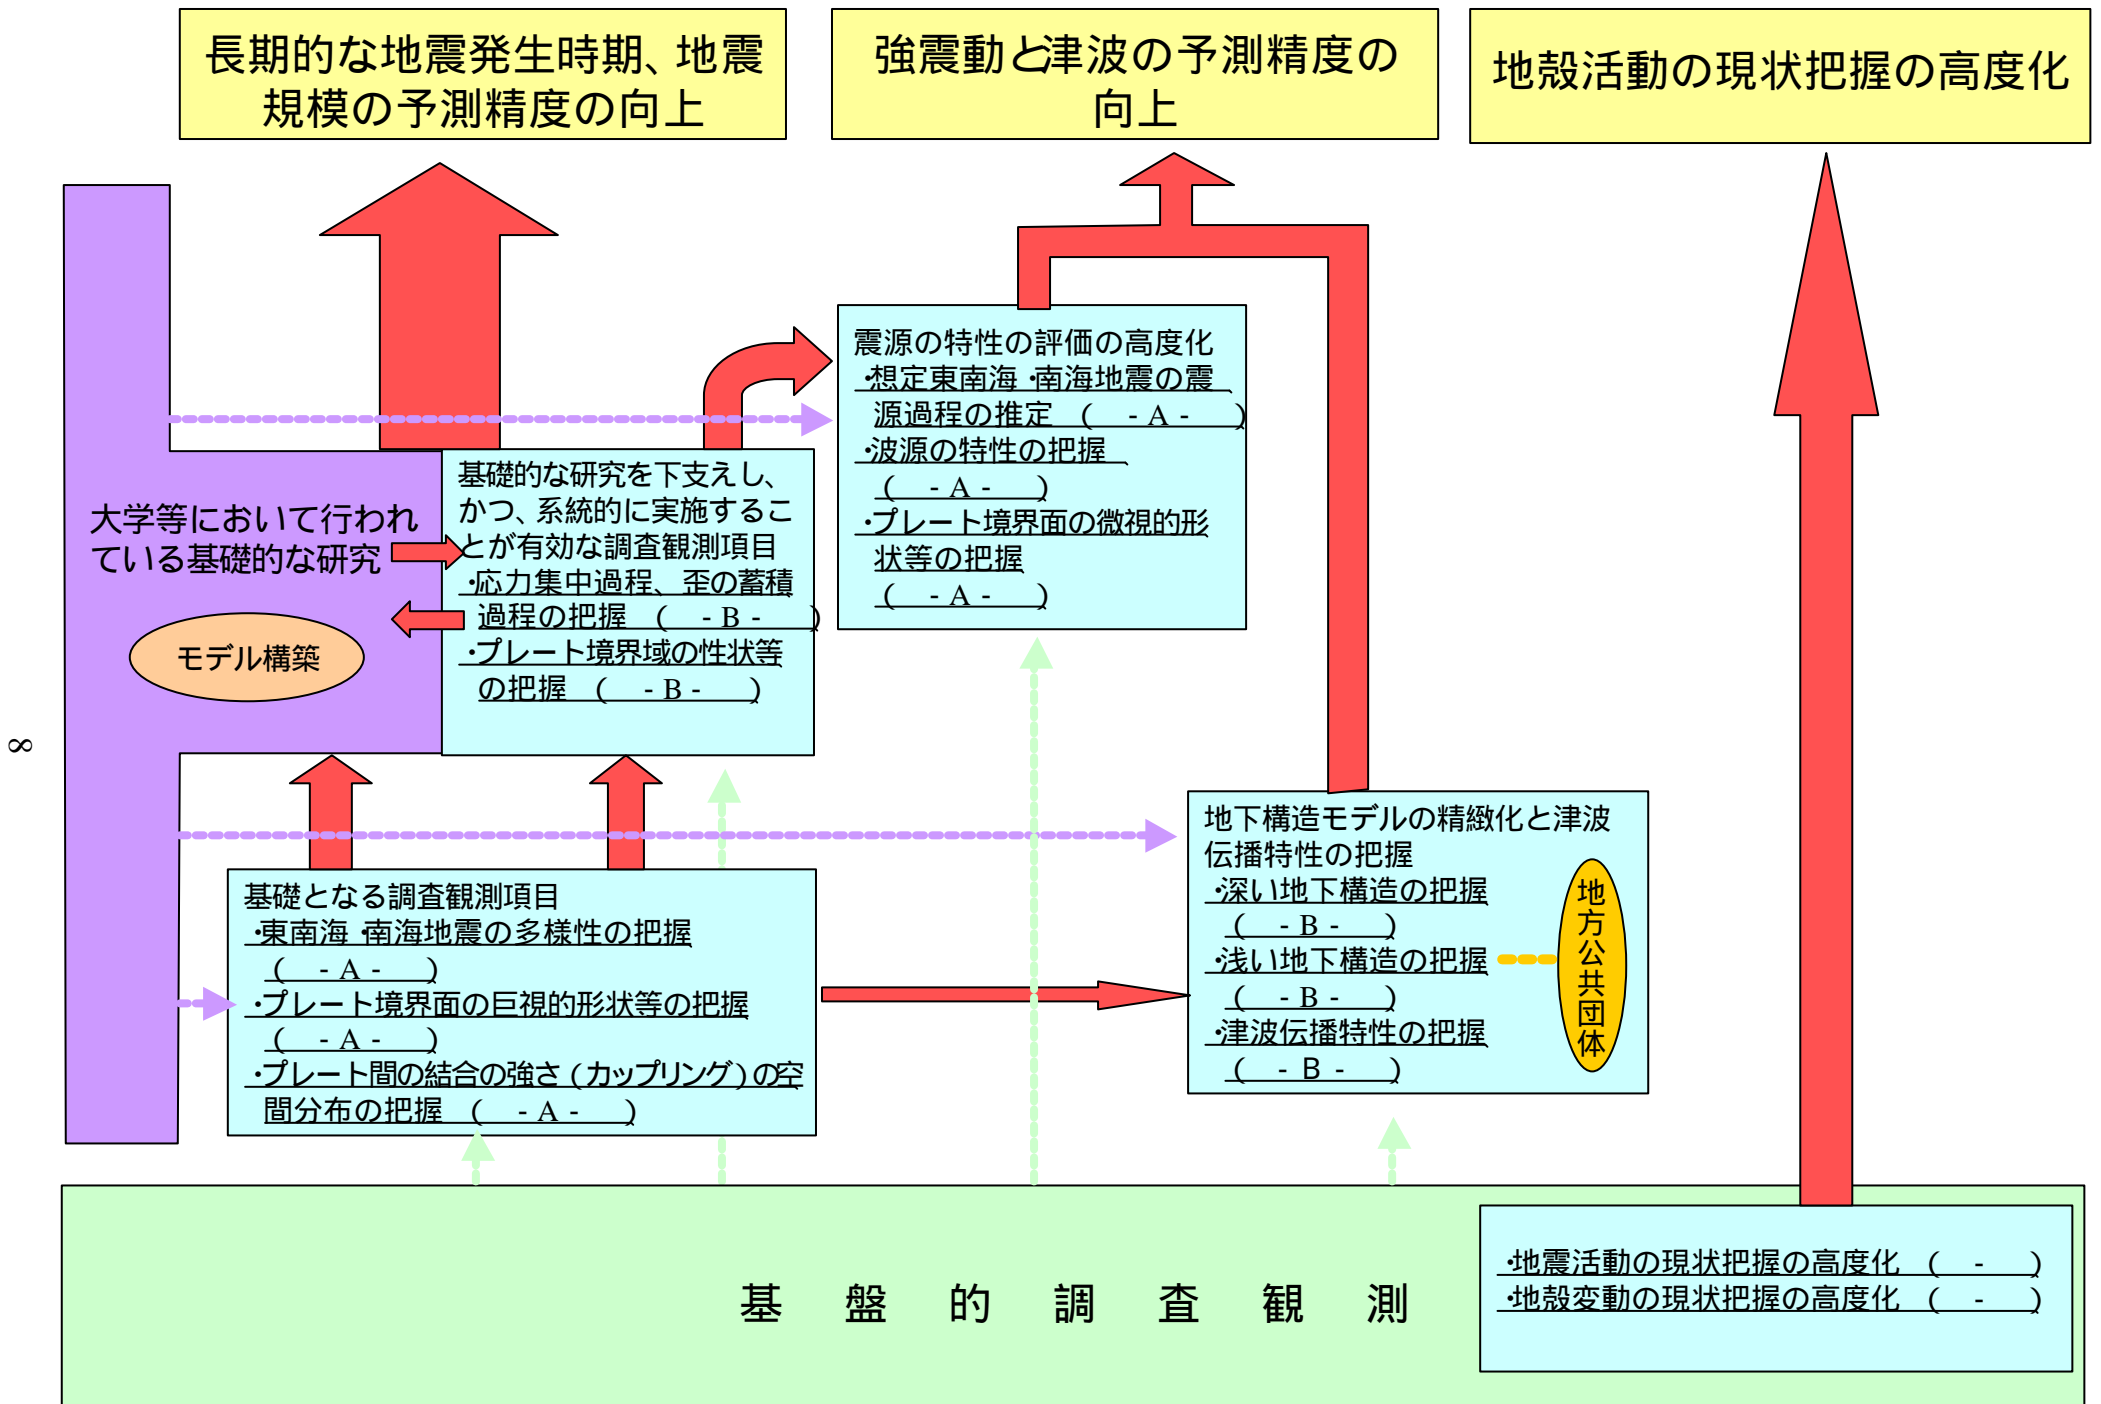 長期的な地震発生時期、地震
規模の予測精度の向上
強震動と津波の予測精度の
向上
地殻活動の現状把握の高度化
震源の特性の評価の高度化
・想定東南海・南海地震の震
源過程の推定 (　- A -　)
・波源の特性の把握
(　- A -　)
・プレート境界面の微視的形
状等の把握
(　- A -　)
大学等において行われ
ている基礎的な研究
モデル構築
基礎的な研究を下支えし、
かつ、系統的に実施するこ
とが有効な調査観測項目
・応力集中過程、歪の蓄積
過程の把握 (　- B -　)
・プレート境界域の性状等
の把握 (　- B -　)
∞
地下構造モデルの精緻化と津波
伝播特性の把握
・深い地下構造の把握
(　- B -　)
・浅い地下構造の把握
(　- B -　)
・津波伝播特性の把握
(　- B -　)
地方公共団体
基礎となる調査観測項目
・東南海・南海地震の多様性の把握
(　- A -　)
・プレート境界面の巨視的形状等の把握
(　- A -　)
・プレート間の結合の強さ(カップリング)の空
間分布の把握 (　- A -　)
基盤的調査観測
・地震活動の現状把握の高度化 (　-　)
・地殻変動の現状把握の高度化 (　-　)